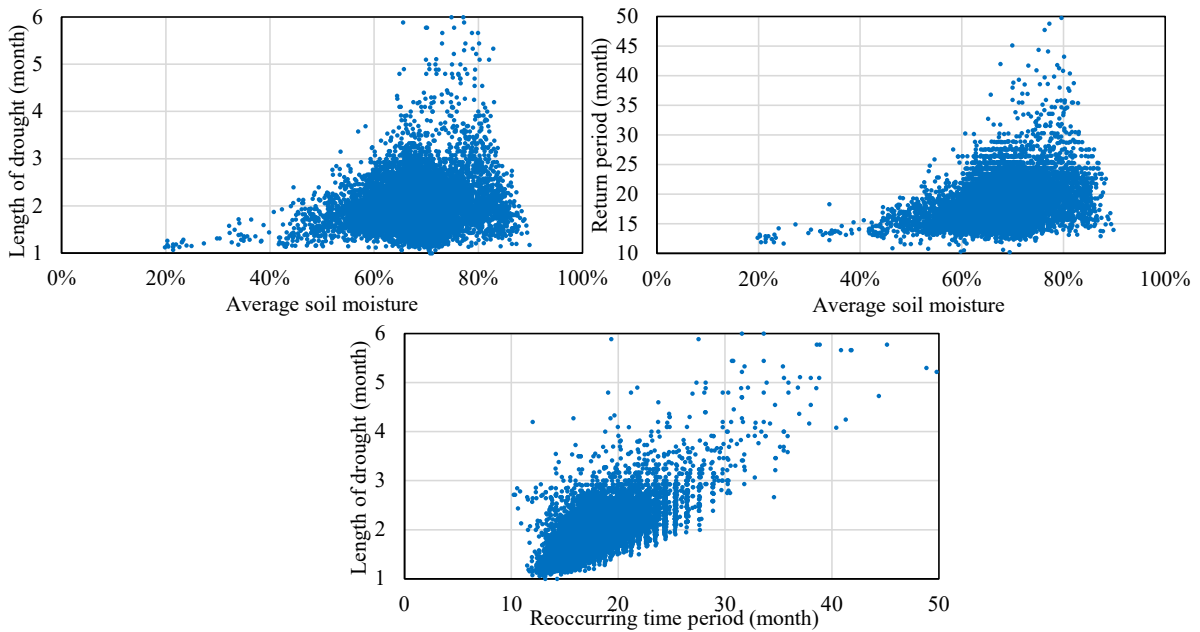 Length of drought (month)
6
5
4
3
2
1
0% 20% 40% 60% 80% 100%
Average soil moisture
Return period (month)
50
45
40
35
30
25
20
15
10
0% 20% 40% 60% 80% 100%
Average soil moisture
Length of drought (month)
6
5
4
3
2
1
0 10 20 30 40 50
Reoccurring time period (month)